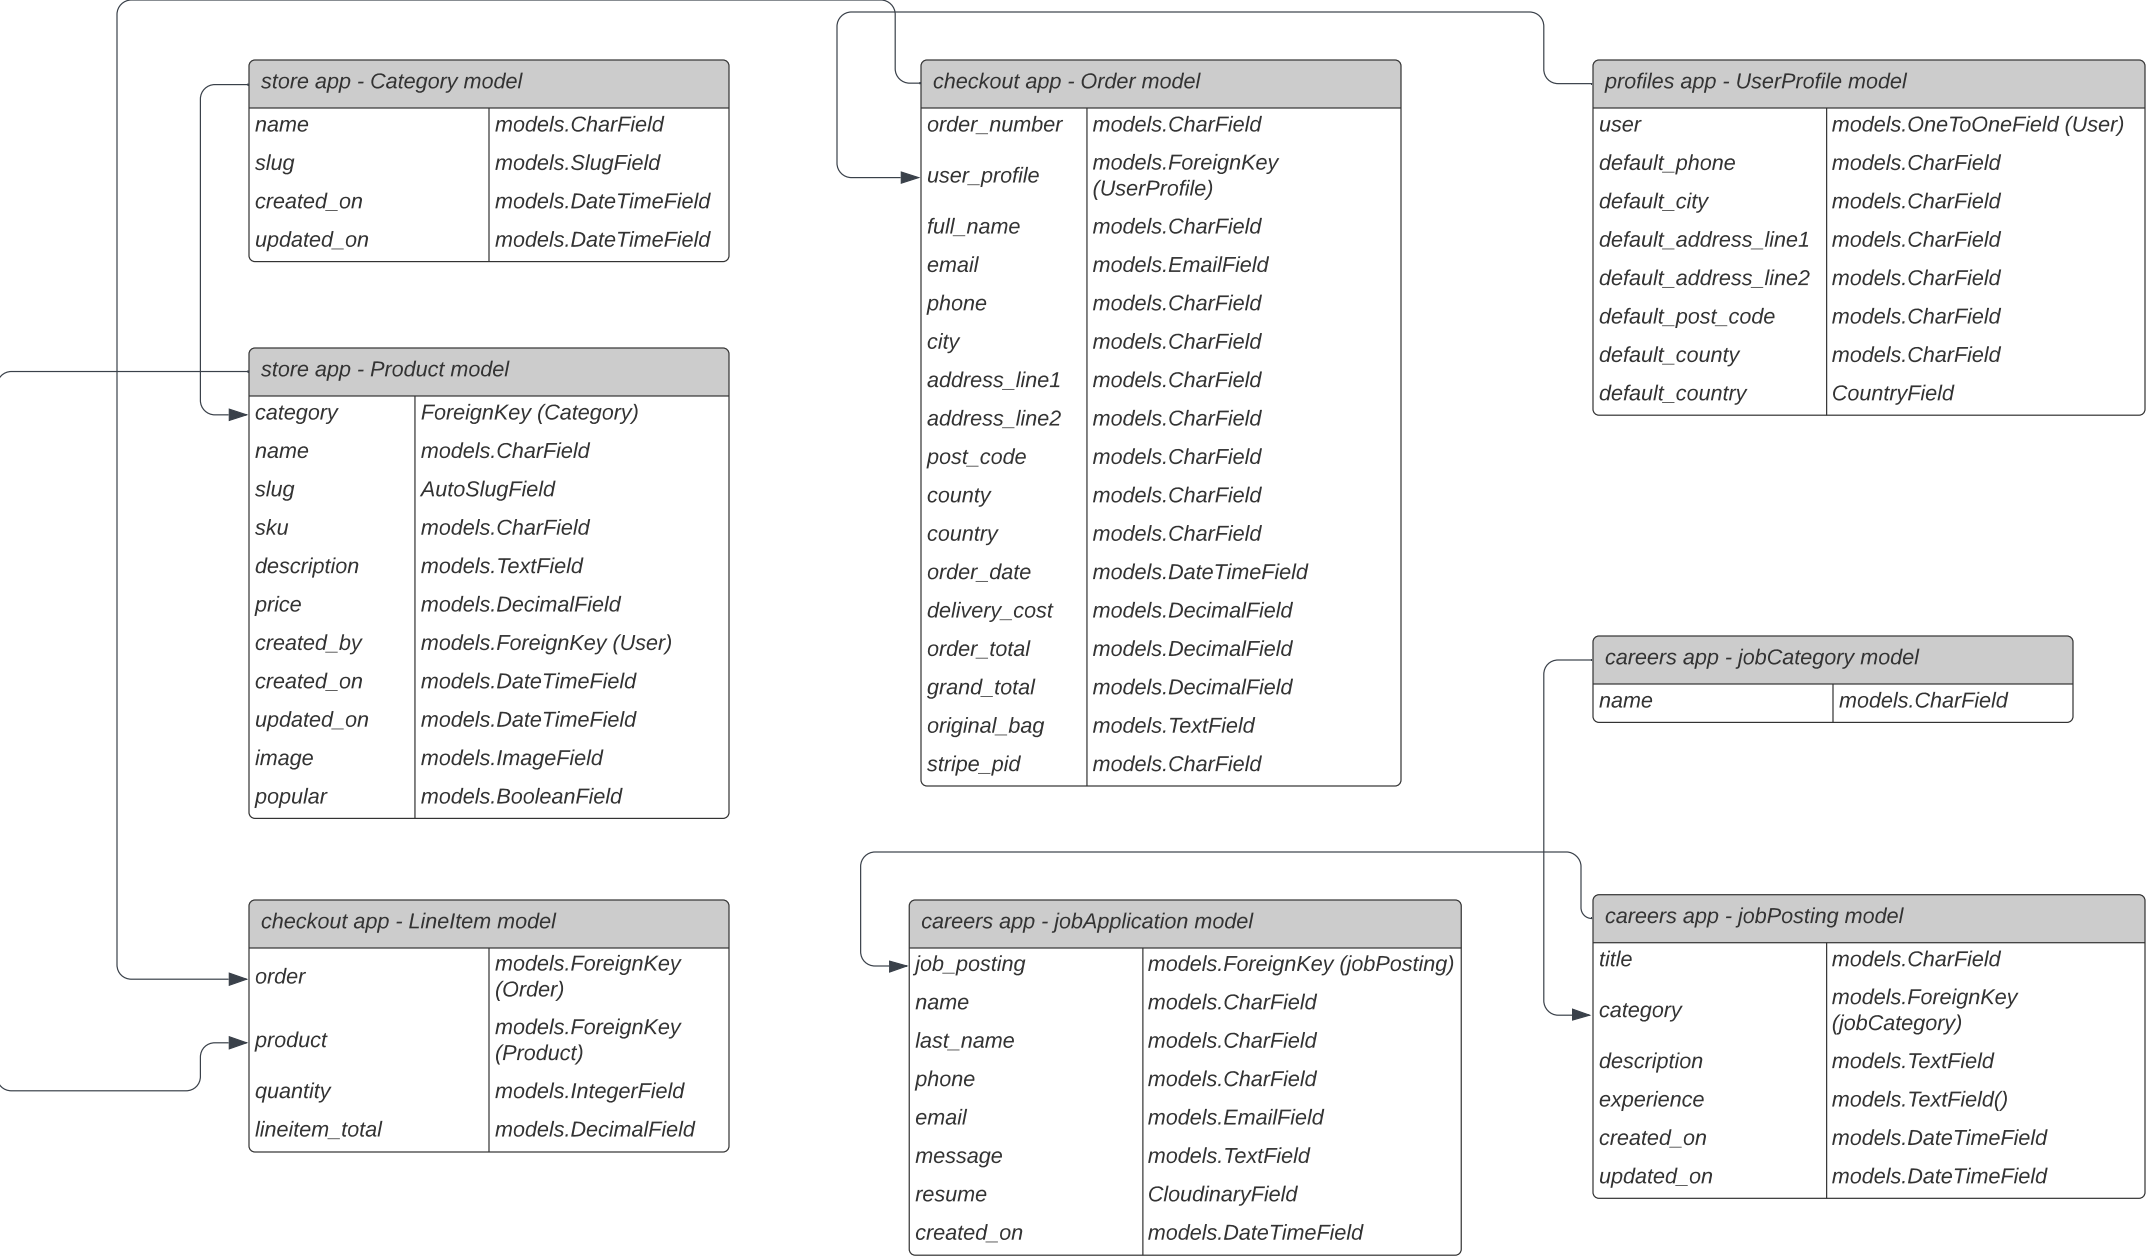 store app - Category model
name models.CharField
slug models.SlugField
created_on models.DateTimeField
updated_on models.DateTimeField
store app - Product model
category ForeignKey (Category)
name models.CharField
slug AutoSlugField
sku models.CharField
description models.TextField
price models.DecimalField
created_by models.ForeignKey (User)
created_on models.DateTimeField
updated_on models.DateTimeField
image models.ImageField
popular models.BooleanField
checkout app - LineItem model
order models.ForeignKey
(Order)
product models.ForeignKey
(Product)
quantity models.IntegerField
lineitem_total models.DecimalField
checkout app - Order model
order_number models.CharField
user_profile models.ForeignKey
(UserProfile)
full_name models.CharField
email models.EmailField
phone models.CharField
city models.CharField
address_line1 models.CharField
address_line2 models.CharField
post_code models.CharField
county models.CharField
country models.CharField
order_date models.DateTimeField
delivery_cost models.DecimalField
order_total models.DecimalField
grand_total models.DecimalField
original_bag models.TextField
stripe_pid models.CharField
careers app - jobApplication model
job_posting models.ForeignKey (jobPosting)
name models.CharField
last_name models.CharField
phone models.CharField
email models.EmailField
message models.TextField
resume CloudinaryField
created_on models.DateTimeField
profiles app - UserProfile model
user models.OneToOneField (User)
default_phone models.CharField
default_city models.CharField
default_address_line1 models.CharField
default_address_line2 models.CharField
default_post_code models.CharField
default_county models.CharField
default_country CountryField
careers app - jobCategory model
name models.CharField
careers app - jobPosting model
title models.CharField
category models.ForeignKey
(jobCategory)
description models.TextField
experience models.TextField()
created_on models.DateTimeField
updated_on models.DateTimeField